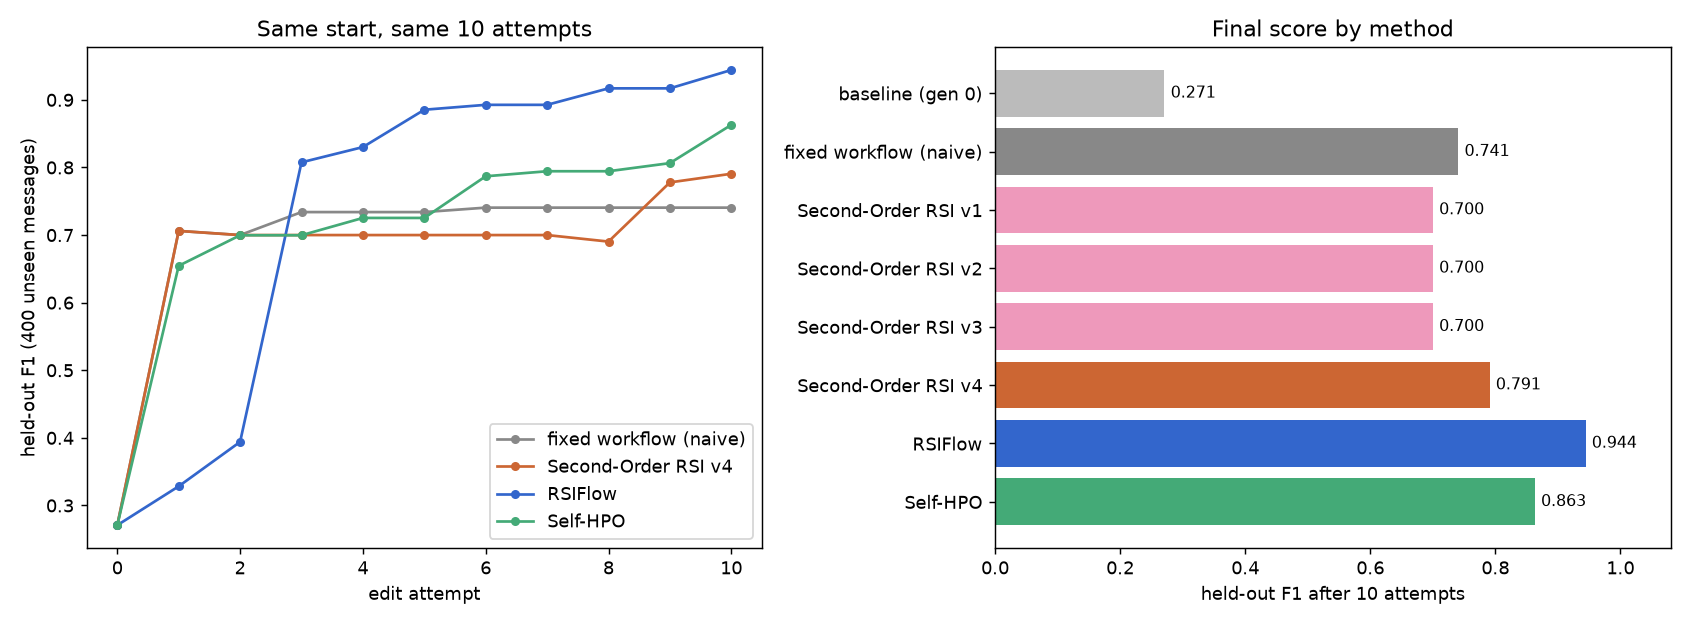 Same start, same 10 attempts
held-out F1 (400 unseen messages)
0.9
0.8
0.7
0.6
0.5
0.4
0.3
0 2 4 6 8 10
edit attempt
fixed workflow (naive)
Second-Order RSI v4
RSIFlow
Self-HPO
Final score by method
baseline (gen 0) 0.271
fixed workflow (naive) 0.741
Second-Order RSI v1 0.700
Second-Order RSI v2 0.700
Second-Order RSI v3 0.700
Second-Order RSI v4 0.791
RSIFlow 0.944
Self-HPO 0.863
0.0 0.2 0.4 0.6 0.8 1.0
held-out F1 after 10 attempts